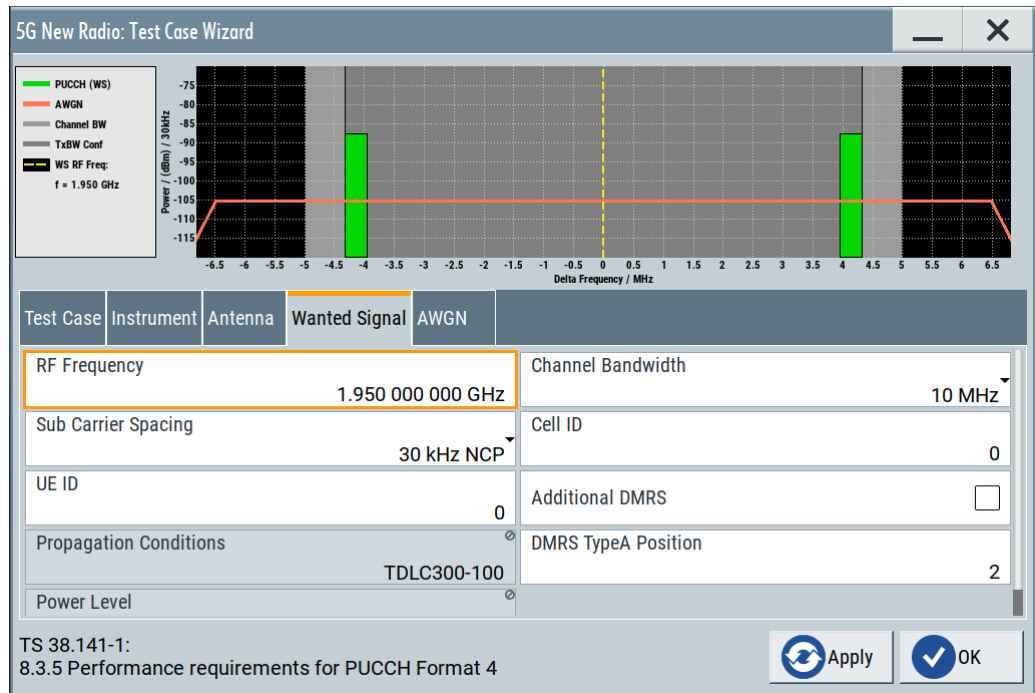 5G New Radio: Test Case Wizard
PUCCH (WS)
AWGN
Channel BW
TxBW Conf
WS RF Freq:
f = 1.950 GHz
Power / (dBm) / 30kHz
-75
-80
-85
-90
-95
-100
-105
-110
-115
-6.5 -6 -5.5 -5 -4.5 -4 -3.5 -3 -2.5 -2 -1.5 -1 -0.5 0 0.5 1 1.5 2 2.5 3 3.5 4 4.5 5 5.5 6 6.5
Delta Frequency / MHz
Test Case Instrument Antenna Wanted Signal AWGN
RF Frequency
1.950 000 000 GHz
Channel Bandwidth
10 MHz
Sub Carrier Spacing
30 kHz NCP
Cell ID
0
UE ID
0
Additional DMRS
Propagation Conditions
TDLC300-100
DMRS TypeA Position
2
Power Level
TS 38.141-1:
8.3.5 Performance requirements for PUCCH Format 4
Apply
OK